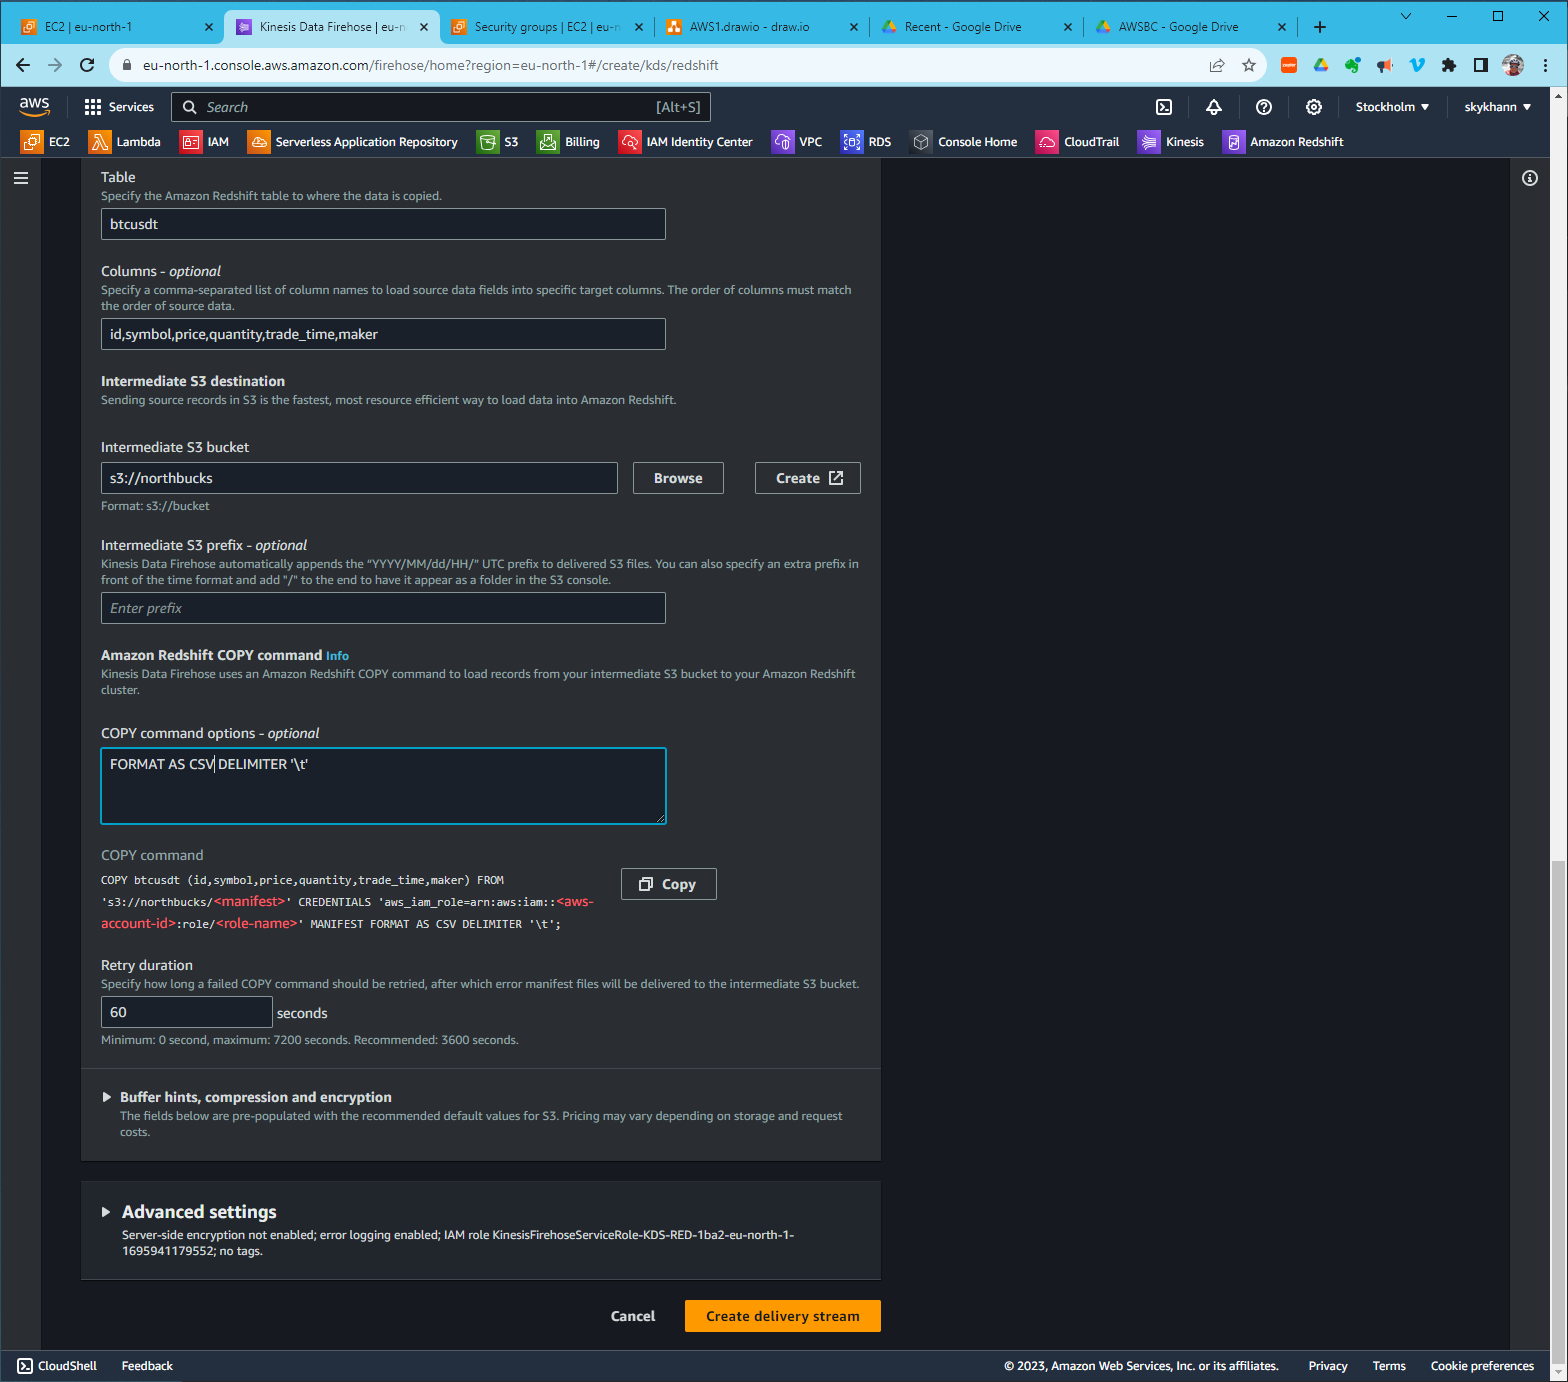 EC2 | eu-north-1
Kinesis Data Firehose | eu-n
Security groups | EC2 | eu-n
AWS1.drawio - draw.io
Recent - Google Drive
AWSBC - Google Drive
eu-north-1.console.aws.amazon.com/firehose/home?region=eu-north-1#/create/kds/redshift
aws
Services
Search
[Alt+S]
Stockholm
skykhann
EC2
Lambda
IAM
Serverless Application Repository
S3
Billing
IAM Identity Center
VPC
RDS
Console Home
CloudTrail
Kinesis
Amazon Redshift
Table
Specify the Amazon Redshift table to where the data is copied.
btcusdt
Columns - optional
Specify a comma-separated list of column names to load source data fields into specific target columns. The order of columns must match
the order of source data.
id,symbol,price,quantity,trade_time,maker
Intermediate S3 destination
Sending source records in S3 is the fastest, most resource efficient way to load data into Amazon Redshift.
Intermediate S3 bucket
s3://northbucks
Browse
Create
Format: s3://bucket
Intermediate S3 prefix - optional
Kinesis Data Firehose automatically appends the “YYYY/MM/dd/HH/” UTC prefix to delivered S3 files. You can also specify an extra prefix in
front of the time format and add "/" to the end to have it appear as a folder in the S3 console.
Enter prefix
Amazon Redshift COPY command Info
Kinesis Data Firehose uses an Amazon Redshift COPY command to load records from your intermediate S3 bucket to your Amazon Redshift
cluster.
COPY command options - optional
FORMAT AS CSV DELIMITER '\t'
COPY command
COPY btcusdt (id,symbol,price,quantity,trade_time,maker) FROM
's3://northbucks/<manifest>' CREDENTIALS 'aws_iam_role=arn:aws:iam::<aws-
account-id>:role/<role-name>' MANIFEST FORMAT AS CSV DELIMITER '\t';
Copy
Retry duration
Specify how long a failed COPY command should be retried, after which error manifest files will be delivered to the intermediate S3 bucket.
60
seconds
Minimum: 0 second, maximum: 7200 seconds. Recommended: 3600 seconds.
Buffer hints, compression and encryption
The fields below are pre-populated with the recommended default values for S3. Pricing may vary depending on storage and request
costs.
Advanced settings
Server-side encryption not enabled; error logging enabled; IAM role KinesisFirehoseServiceRole-KDS-RED-1ba2-eu-north-1-
1695941179552; no tags.
Cancel
Create delivery stream
CloudShell
Feedback
© 2023, Amazon Web Services, Inc. or its affiliates.
Privacy
Terms
Cookie preferences